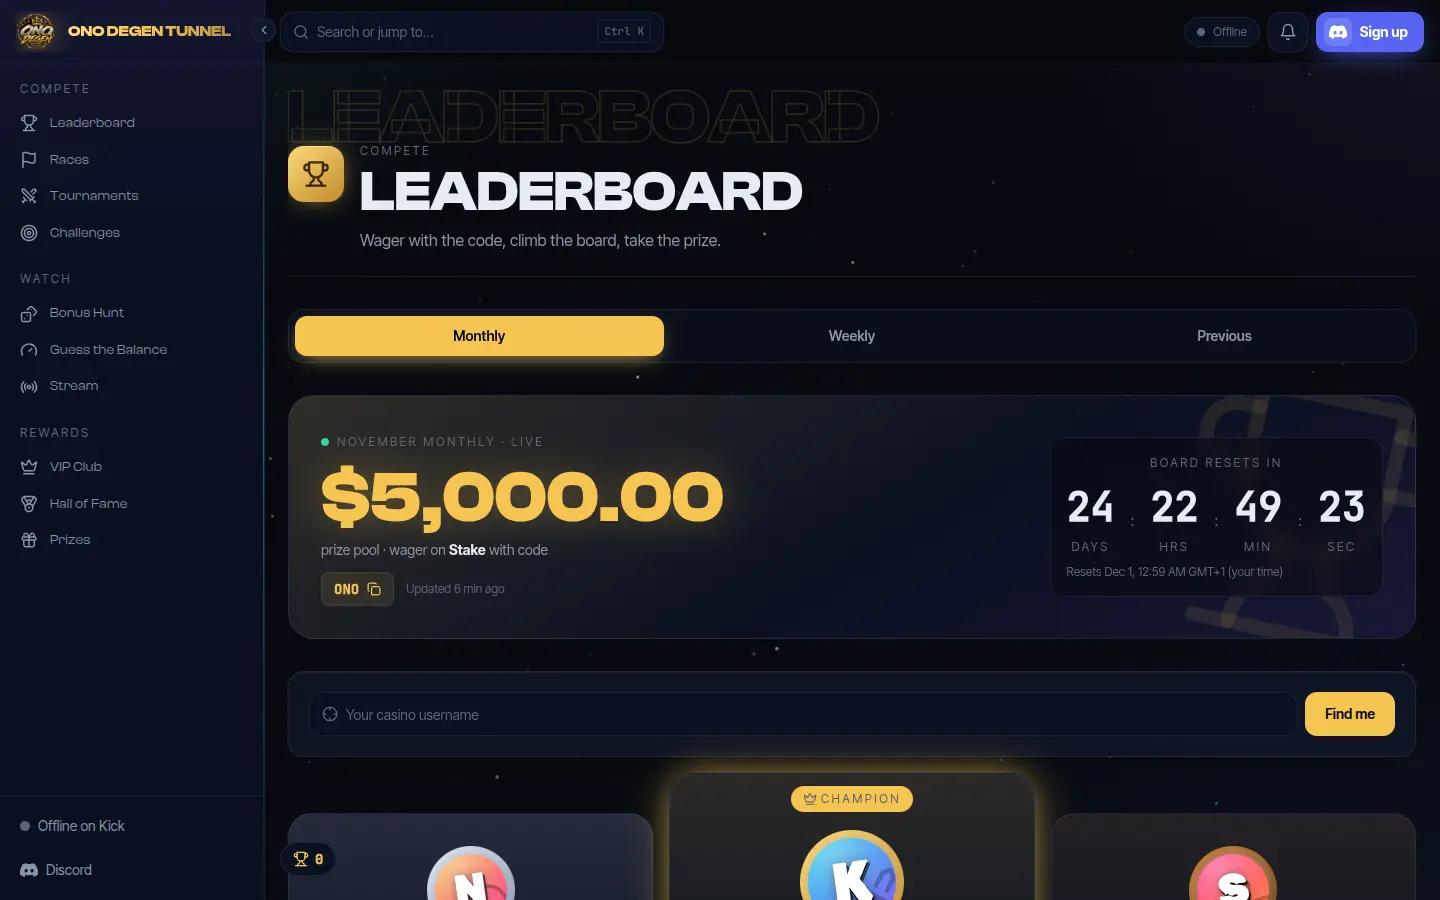 ONO DEGEN TUNNEL
Search or jump to...
Ctrl K
Offline
Sign up
COMPETE
Leaderboard
Races
Tournaments
Challenges
WATCH
Bonus Hunt
Guess the Balance
Stream
REWARDS
VIP Club
Hall of Fame
Prizes
Offline on Kick
Discord
LEADERBOARD
COMPETE
LEADERBOARD
Wager with the code, climb the board, take the prize.
Monthly
Weekly
Previous
NOVEMBER MONTHLY · LIVE
$5,000.00
prize pool · wager on Stake with code
ONO
Updated 6 min ago
BOARD RESETS IN
24 : 22 : 49 : 23
DAYS HRS MIN SEC
Resets Dec 1, 12:59 AM GMT+1 (your time)
Your casino username
Find me
CHAMPION
0
N
K
S